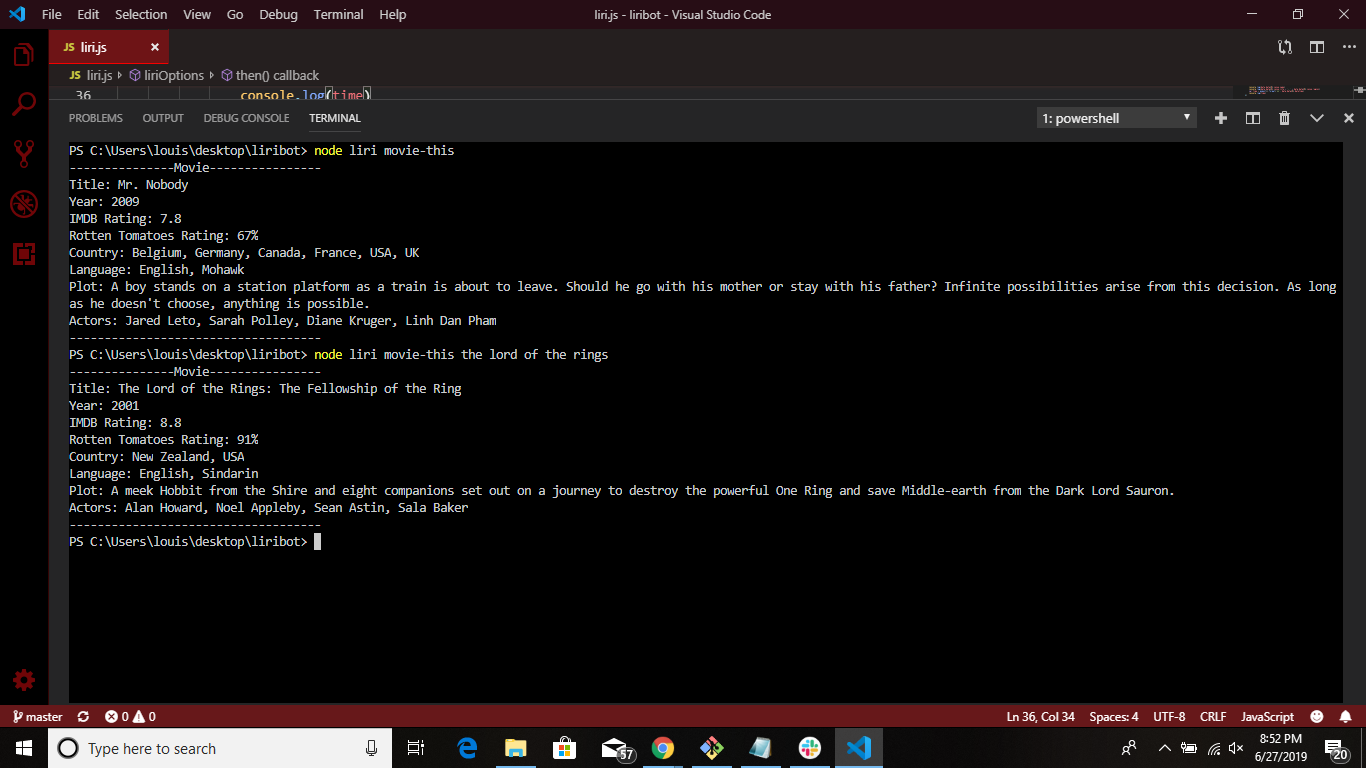 File Edit Selection View Go Debug Terminal Help
liri.js - liribot - Visual Studio Code
JS liri.js
JS liri.js liriOptions then() callback
36 console.log(time)
PROBLEMS OUTPUT DEBUG CONSOLE TERMINAL
1: powershell
PS C:\Users\louis\desktop\liribot> node liri movie-this
---------------Movie----------------
Title: Mr. Nobody
Year: 2009
IMDB Rating: 7.8
Rotten Tomatoes Rating: 67%
Country: Belgium, Germany, Canada, France, USA, UK
Language: English, Mohawk
Plot: A boy stands on a station platform as a train is about to leave. Should he go with his mother or stay with his father? Infinite possibilities arise from this decision. As long
as he doesn't choose, anything is possible.
Actors: Jared Leto, Sarah Polley, Diane Kruger, Linh Dan Pham
------------------------------------
PS C:\Users\louis\desktop\liribot> node liri movie-this the lord of the rings
---------------Movie----------------
Title: The Lord of the Rings: The Fellowship of the Ring
Year: 2001
IMDB Rating: 8.8
Rotten Tomatoes Rating: 91%
Country: New Zealand, USA
Language: English, Sindarin
Plot: A meek Hobbit from the Shire and eight companions set out on a journey to destroy the powerful One Ring and save Middle-earth from the Dark Lord Sauron.
Actors: Alan Howard, Noel Appleby, Sean Astin, Sala Baker
------------------------------------
PS C:\Users\louis\desktop\liribot>
master 0 0
Ln 36, Col 34 Spaces: 4 UTF-8 CRLF JavaScript
Type here to search
57
8:52 PM
6/27/2019
20